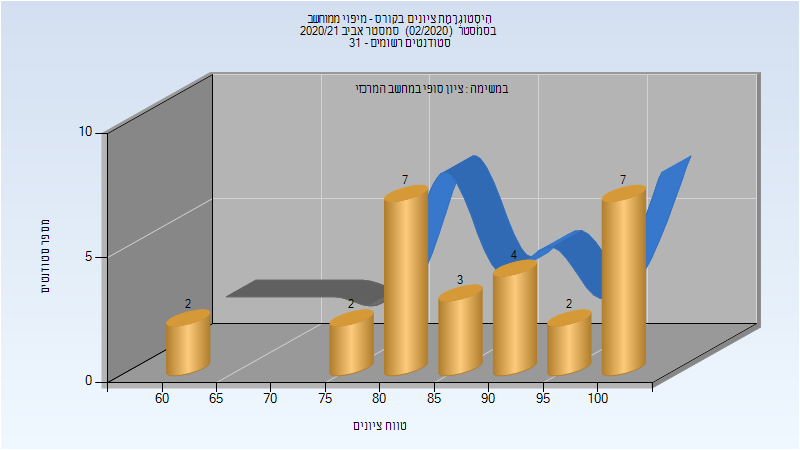 היסטוגרמת ציונים בקורס - מיפוי ממוחשב
בסמסטר (02/2020) סמסטר אביב 2020/21
סטודנטים רשומים - 31
במשימה : ציון סופי במחשב המרכזי
מספר סטודנטים
10
5
0
2
2
7
3
4
2
7
60 65 70 75 80 85 90 95 100
טווח ציונים